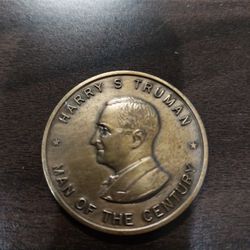 HARRY S TRUMAN
MAN OF THE CENTURY